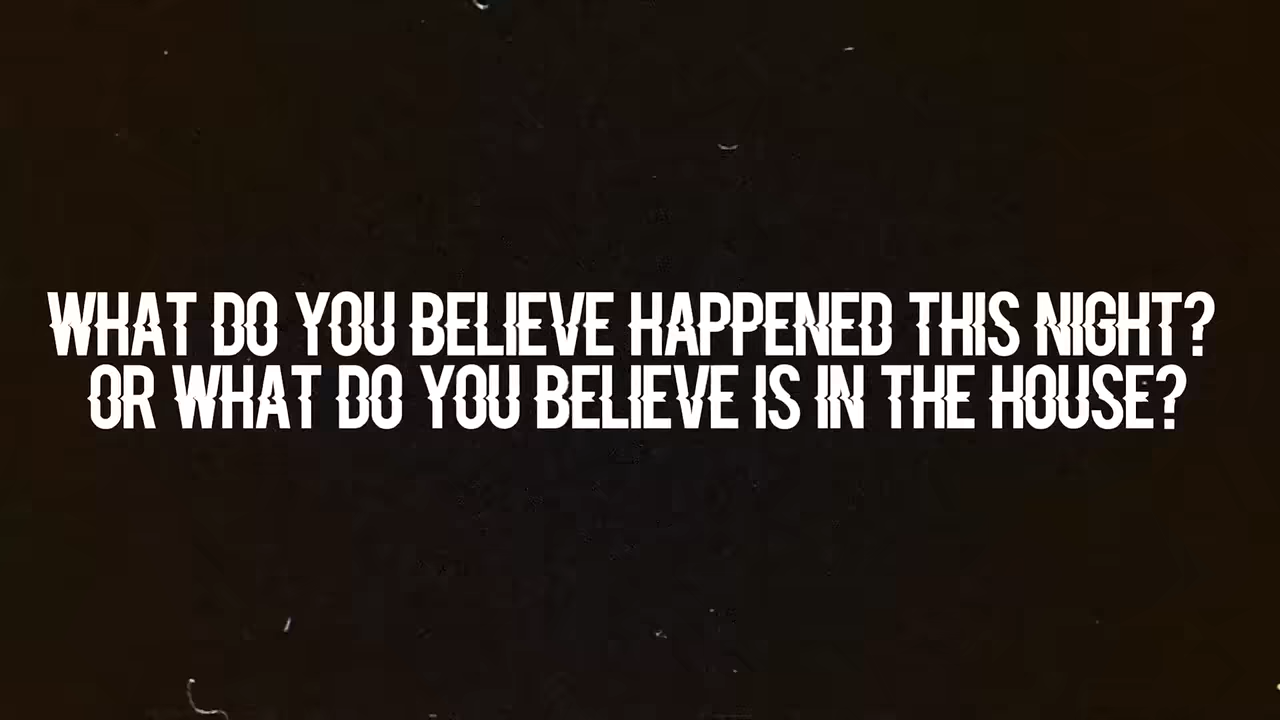 WHAT DO YOU BELIEVE HAPPENED THIS NIGHT?
OR WHAT DO YOU BELIEVE IS IN THE HOUSE?